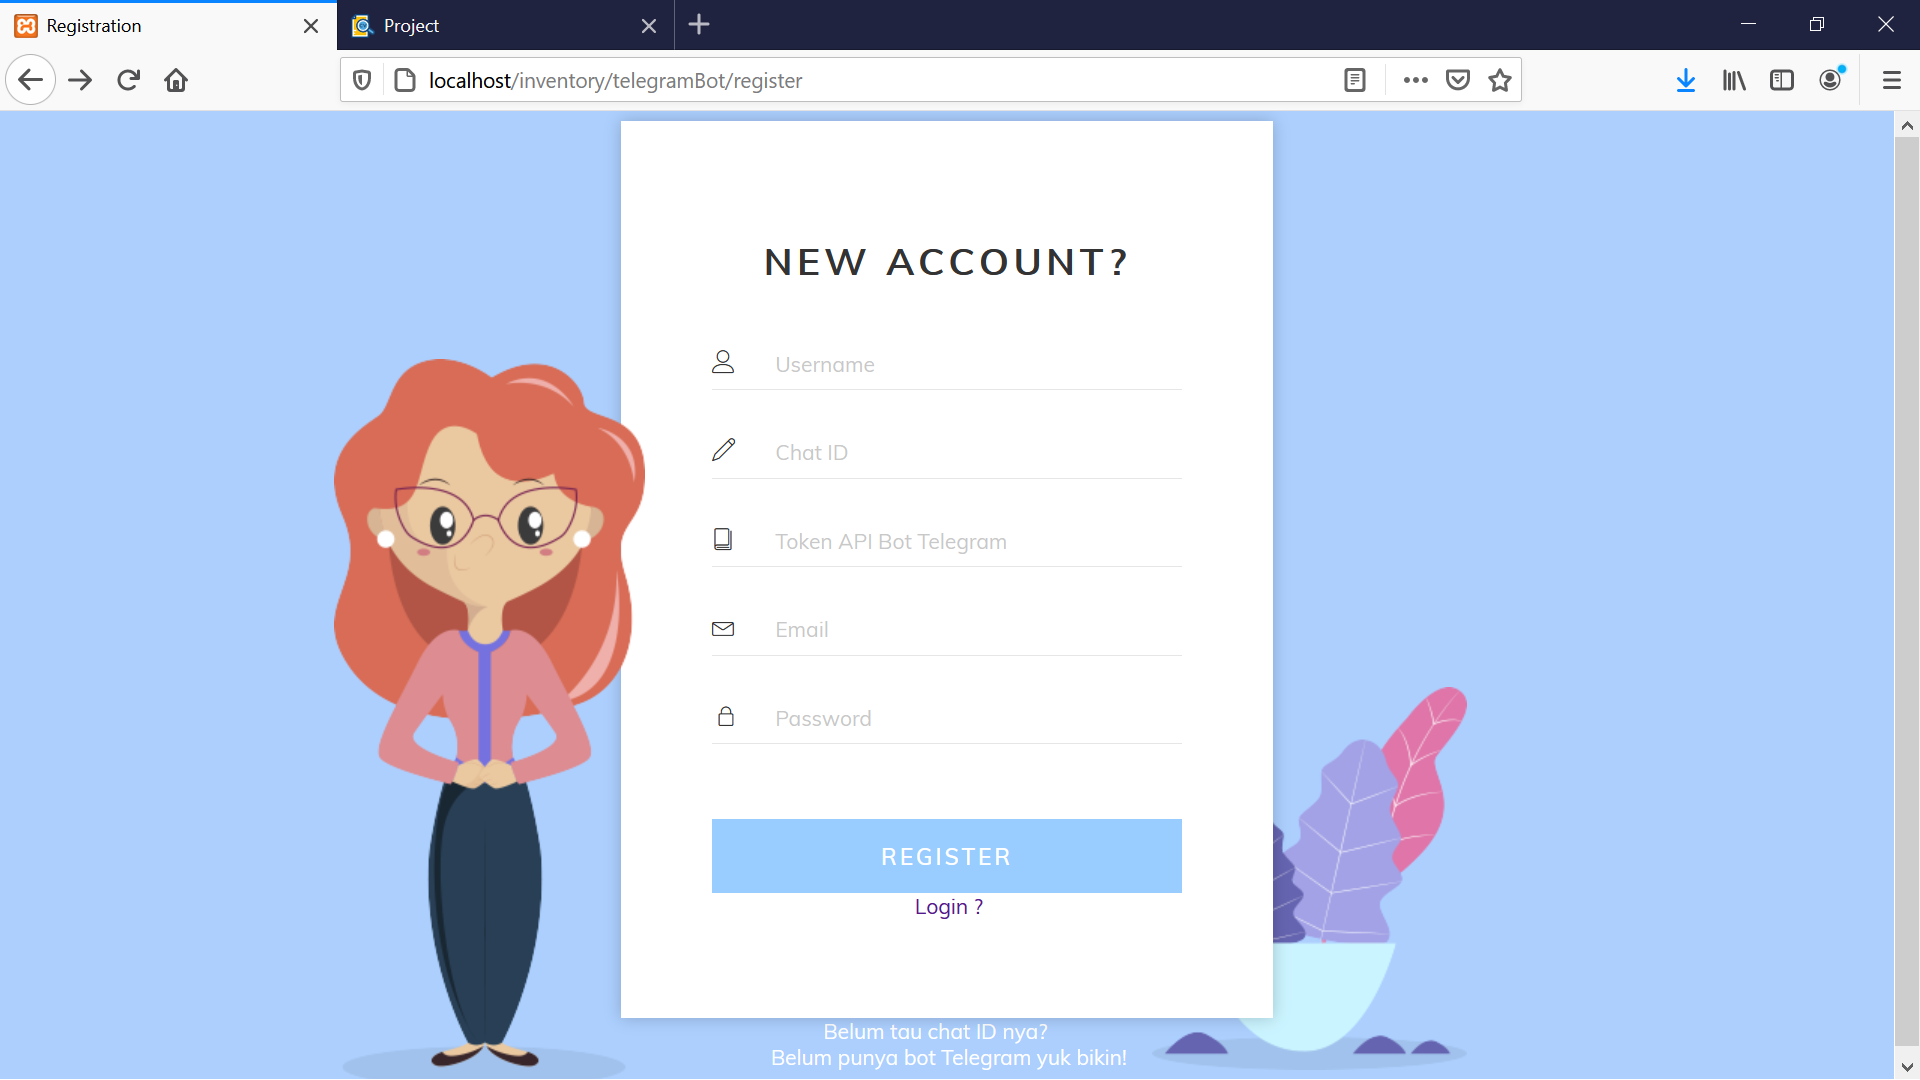 Registration
Project
localhost/inventory/telegramBot/register
NEW ACCOUNT?
Username
Chat ID
Token API Bot Telegram
Email
Password
REGISTER
Login ?
Belum tau chat ID nya?
Belum punya bot Telegram yuk bikin!